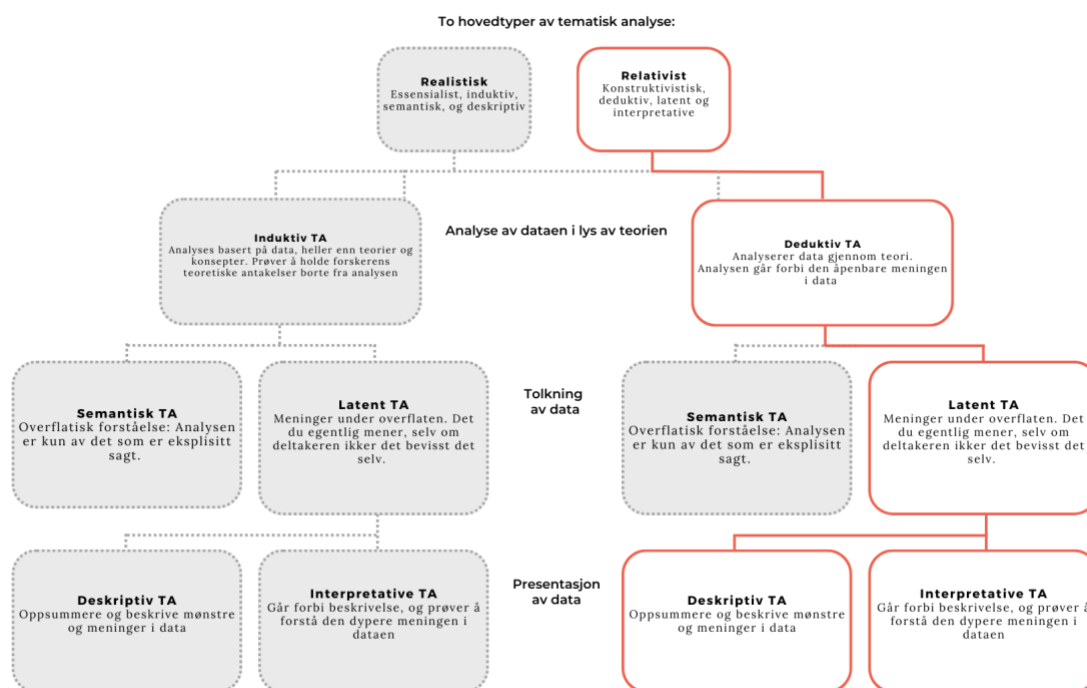 To hovedtyper av tematisk analyse:
Realistisk
Essensialist, induktiv,
semantisk, og deskriptiv
Relativist
Konstruktivistisk,
deduktiv, latent og
interpretative
Induktiv TA
Analyses basert på data, heller enn teorier og
konsepter. Prøver å holde forskerens
teoretiske antakelser borte fra analysen
Analyse av dataen i lys av teorien
Deduktiv TA
Analyserer data gjennom teori.
Analysen går forbi den åpenbare meningen
i data
Semantisk TA
Overflatisk forståelse: Analysen
er kun av det som er eksplisitt
sagt.
Latent TA
Meninger under overflaten. Det
du egentlig mener, selv om
deltakeren ikker det bevisst det
selv.
Tolkning
av data
Semantisk TA
Overflatisk forståelse: Analysen
er kun av det som er eksplisitt
sagt.
Latent TA
Meninger under overflaten. Det
du egentlig mener, selv om
deltakeren ikker det bevisst det
selv.
Deskriptiv TA
Oppsummere og beskrive mønstre
og meninger i data
Interpretative TA
Går forbi beskrivelse, og prøver å
forstå den dypere meningen i
dataen
Presentasjon
av data
Deskriptiv TA
Oppsummere og beskrive mønstre
og meninger i data
Interpretative TA
Går forbi beskrivelse, og prøver å
forstå den dypere meningen i
dataen